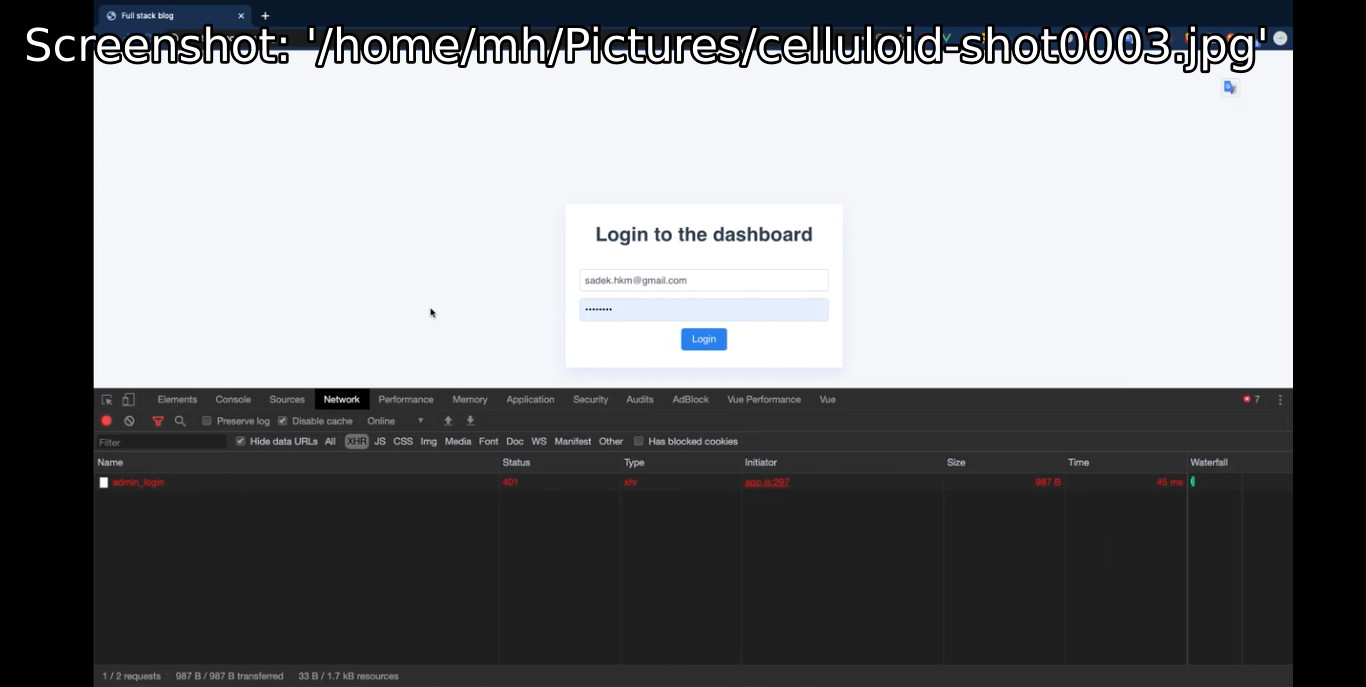 Full stack blog
Screenshot: '/home/mh/Pictures/celluloid-shot0003.jpg'
Login to the dashboard
sadek.hkm@gmail.com
••••••••
Login
Elements Console Sources Network Performance Memory Application Security Audits AdBlock Vue Performance Vue 7
Preserve log Disable cache Online
Filter Hide data URLs All XHR JS CSS Img Media Font Doc WS Manifest Other Has blocked cookies
Name Status Type Initiator Size Time Waterfall
admin_login 401 xhr app.js:297 987 B 45 ms
1 / 2 requests 987 B / 987 B transferred 33 B / 1.7 kB resources